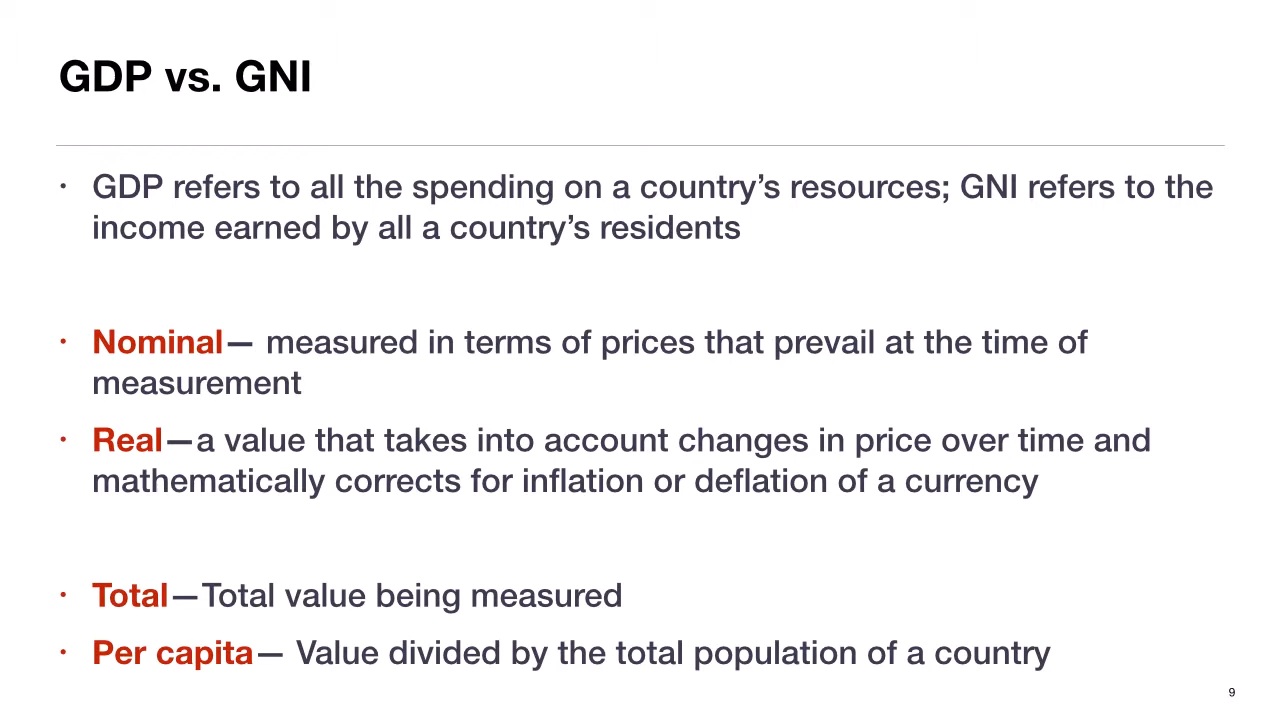 GDP vs. GNI
• GDP refers to all the spending on a country’s resources; GNI refers to the
income earned by all a country’s residents
• Nominal— measured in terms of prices that prevail at the time of
measurement
• Real—a value that takes into account changes in price over time and
mathematically corrects for inflation or deflation of a currency
• Total—Total value being measured
• Per capita— Value divided by the total population of a country
9